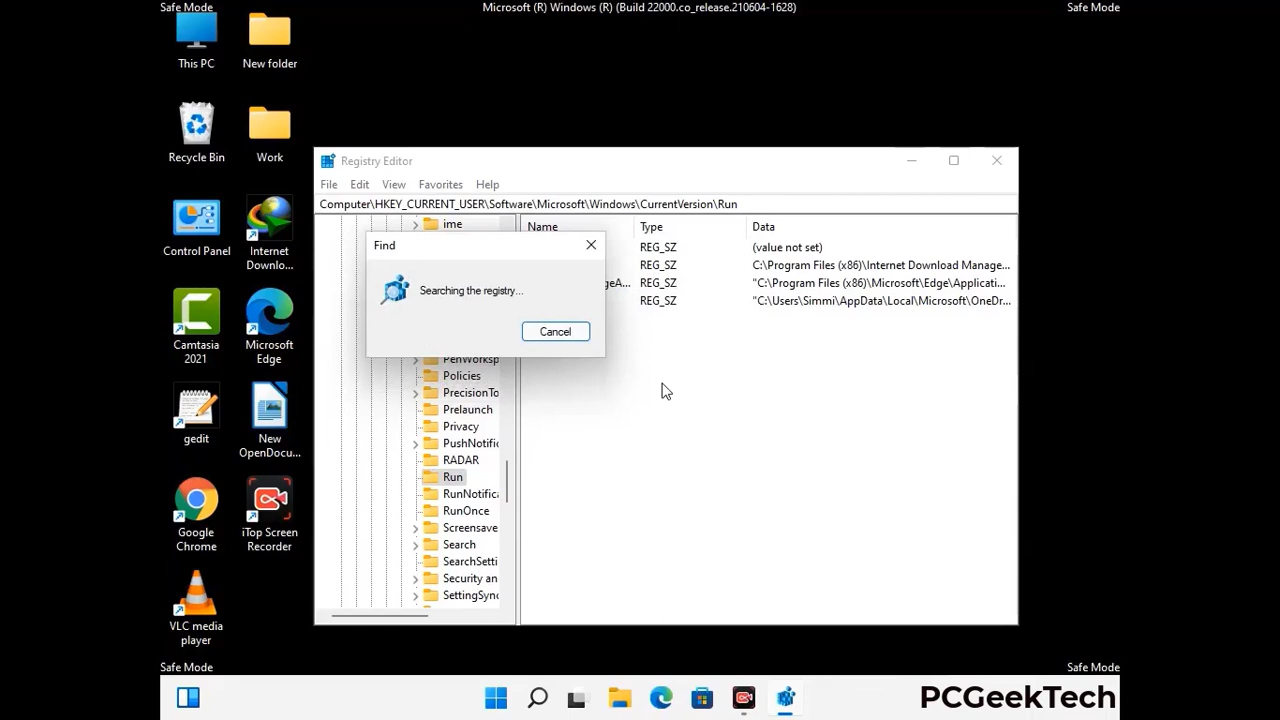 Safe Mode
Microsoft (R) Windows (R) (Build 22000.co_release.210604-1628)
Safe Mode
This PC
New folder
Recycle Bin
Work
Control Panel
Internet
Downlo...
Camtasia
2021
Microsoft
Edge
gedit
New
OpenDocu...
Google
Chrome
iTop Screen
Recorder
VLC media
player
Registry Editor
File Edit View Favorites Help
Computer\HKEY_CURRENT_USER\Software\Microsoft\Windows\CurrentVersion\Run
ime
PenWorksp
Policies
PrecisionTo
Prelaunch
Privacy
PushNotific
RADAR
Run
RunNotifica
RunOnce
Screensave
Search
SearchSetti
Security an
SettingSync
Name Type Data
REG_SZ (value not set)
REG_SZ C:\Program Files (x86)\Internet Download Manage...
geA... REG_SZ "C:\Program Files (x86)\Microsoft\Edge\Applicati...
REG_SZ "C:\Users\Simmi\AppData\Local\Microsoft\OneDr...
Find
Searching the registry...
Cancel
Safe Mode
Safe Mode
PCGeekTech